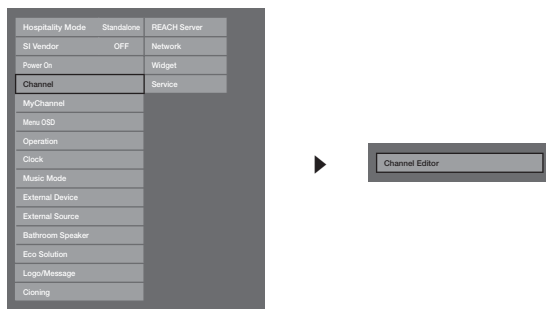 Hospitality Mode Standalone REACH Server
SI Vendor OFF Network
Power On Widget
Channel Service
MyChannel
Menu OSD
Operation
Clock
Music Mode
External Device
External Source
Bathroom Speaker
Eco Solution
Logo/Message
Cloning
Channel Editor